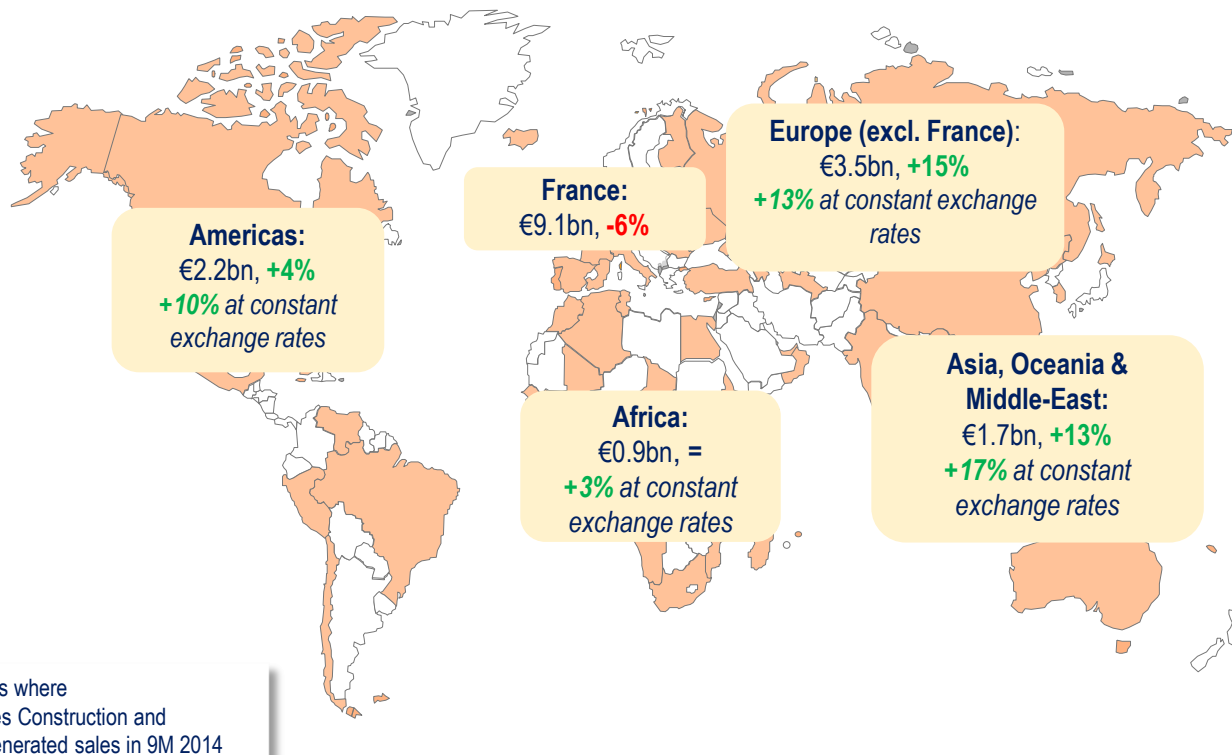 Europe (excl. France):
€3.5bn, +15%
+13% at constant exchange
rates
France:
€9.1bn, -6%
Americas:
€2.2bn, +4%
+10% at constant
exchange rates
Asia, Oceania &
Middle-East:
€1.7bn, +13%
+17% at constant
exchange rates
Africa:
€0.9bn, =
+3% at constant
exchange rates
where
Construction and
sales in 9M 2014